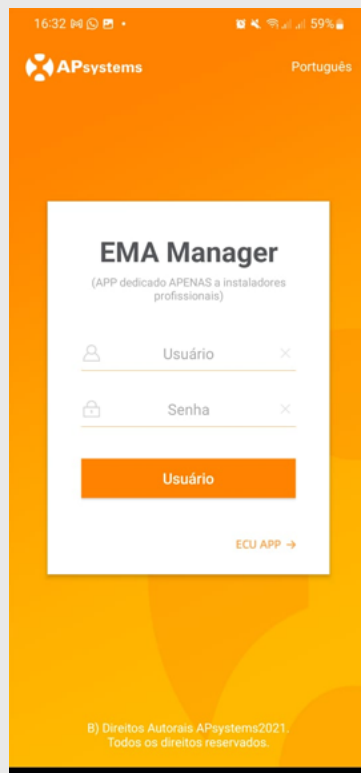 16:32
59%
APsystems
Português
EMA Manager
(APP dedicado APENAS a instaladores
profissionais)
Usuário
Senha
Usuário
ECU APP →
B) Direitos Autorais APsystems2021.
Todos os direitos reservados.